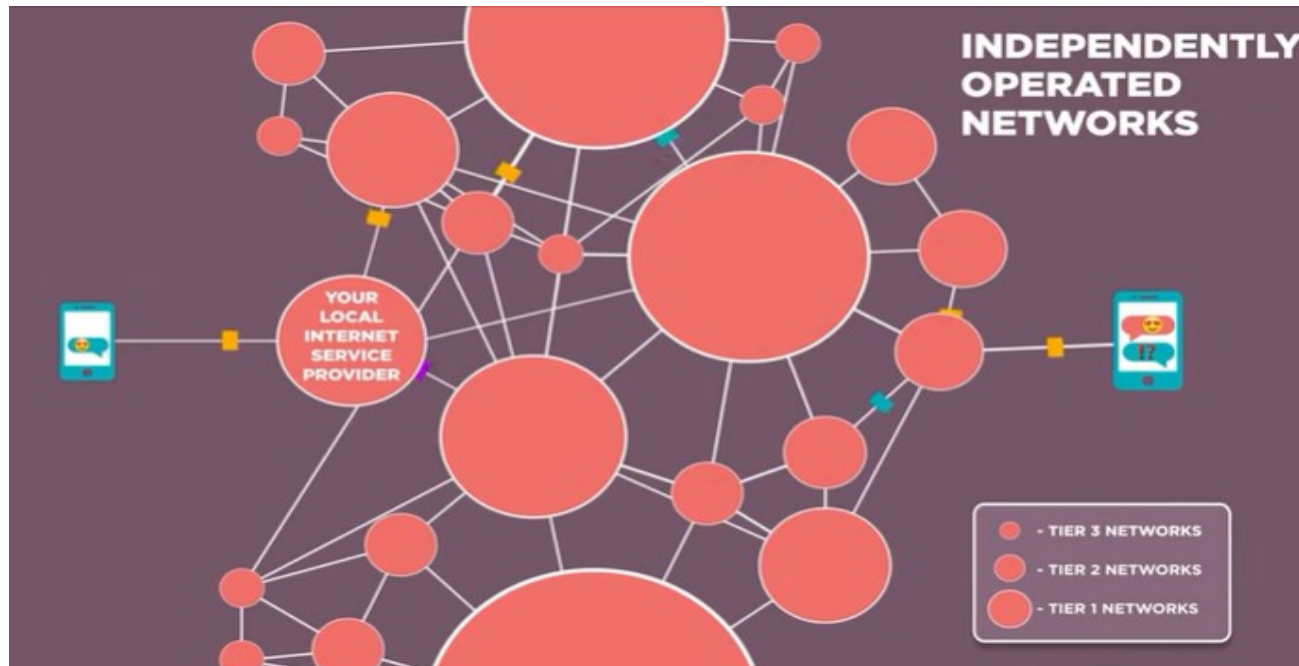 INDEPENDENTLY
OPERATED
NETWORKS
YOUR
LOCAL
INTERNET
SERVICE
PROVIDER
!?
- TIER 3 NETWORKS
- TIER 2 NETWORKS
- TIER 1 NETWORKS